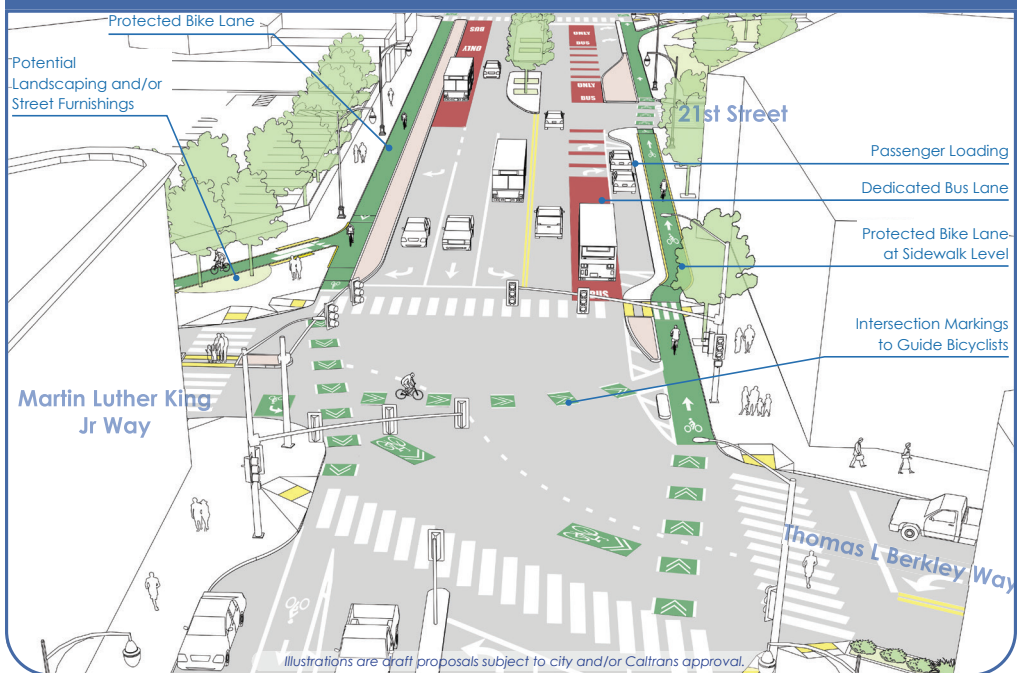 Protected Bike Lane
Potential
Landscaping and/or
Street Furnishings
BUS
ONLY
ONLY
BUS
21st Street
ONLY
BUS
Passenger Loading
Dedicated Bus Lane
Protected Bike Lane
at Sidewalk Level
BUS
Intersection Markings
to Guide Bicyclists
Martin Luther King
Jr Way
Thomas L Berkley Way
Illustrations are draft proposals subject to city and/or Caltrans approval.